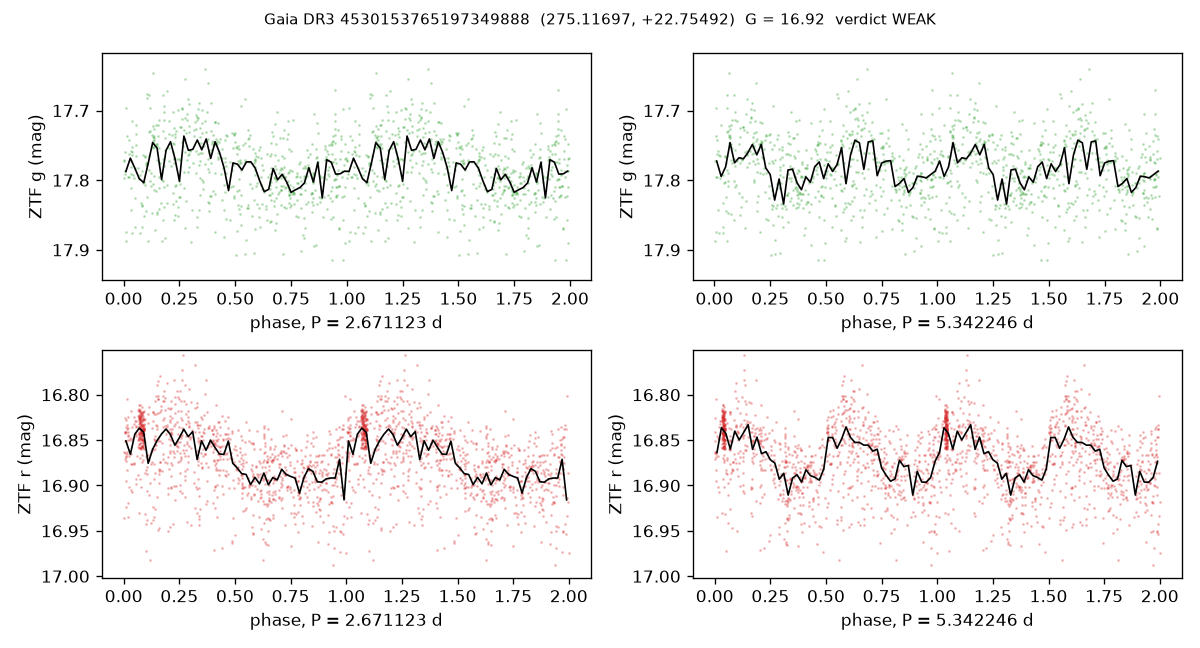 Gaia DR3 4530153765197349888  (275.11697, +22.75492)  G = 16.92  verdict WEAK
ZTF g (mag)
17.7
17.8
17.9
0.00 0.25 0.50 0.75 1.00 1.25 1.50 1.75 2.00
phase, P = 2.671123 d
ZTF g (mag)
17.7
17.8
17.9
0.00 0.25 0.50 0.75 1.00 1.25 1.50 1.75 2.00
phase, P = 5.342246 d
ZTF r (mag)
16.80
16.85
16.90
16.95
17.00
0.00 0.25 0.50 0.75 1.00 1.25 1.50 1.75 2.00
phase, P = 2.671123 d
ZTF r (mag)
16.80
16.85
16.90
16.95
17.00
0.00 0.25 0.50 0.75 1.00 1.25 1.50 1.75 2.00
phase, P = 5.342246 d